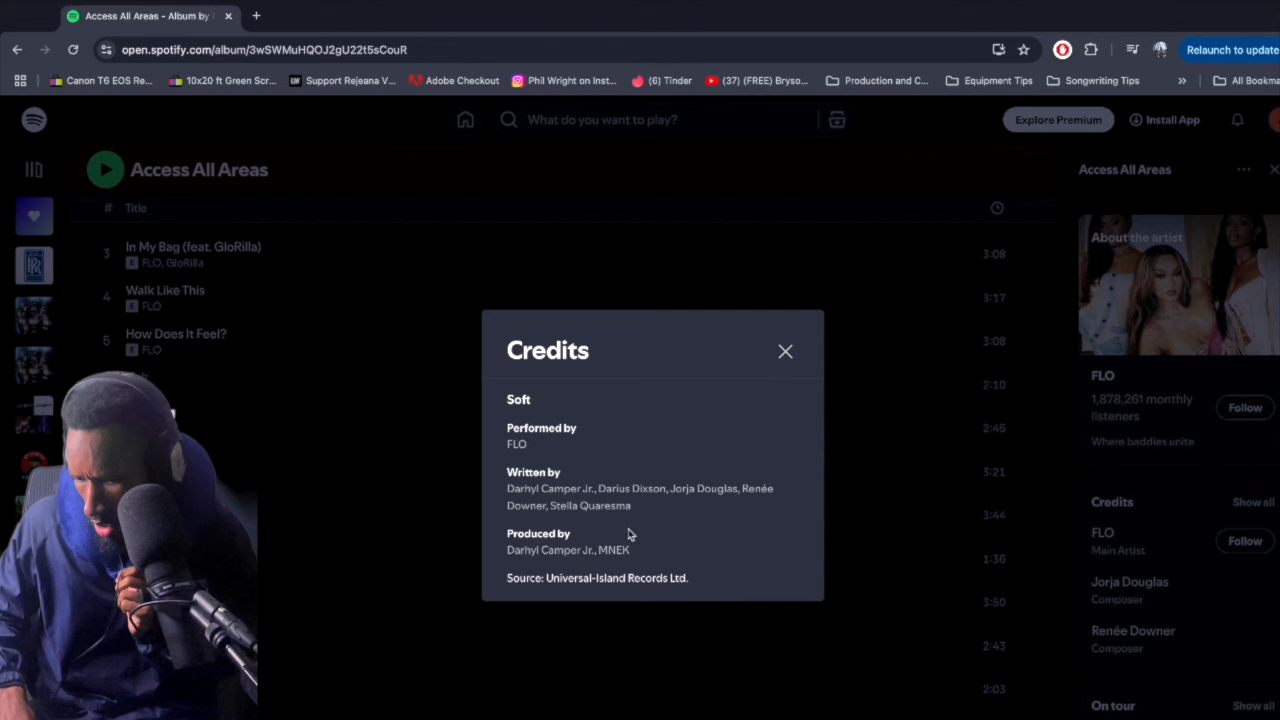 Access All Areas - Album by
open.spotify.com/album/3wSWMuHQOJ2gU22t5sCouR
Relaunch to update
Canon T6 EOS Re...
10x20 ft Green Scr...
Support Rejeana V...
Adobe Checkout
Phil Wright on Inst...
(6) Tinder
(37) (FREE) Bryso...
Production and C...
Equipment Tips
Songwriting Tips
All Bookma
What do you want to play?
Explore Premium
Install App
Access All Areas
# Title
3 In My Bag (feat. GloRilla)
E FLO, GloRilla
3:08
4 Walk Like This
E FLO
3:17
5 How Does It Feel?
E FLO
3:08
2:10
2:45
3:21
3:44
1:36
3:50
2:43
2:03
Credits
Soft
Performed by
FLO
Written by
Darhyl Camper Jr., Darius Dixson, Jorja Douglas, Renée
Downer, Stella Quaresma
Produced by
Darhyl Camper Jr., MNEK
Source: Universal-Island Records Ltd.
Access All Areas
About the artist
FLO
1,878,261 monthly
listeners
Follow
Where baddies unite
Credits
Show all
FLO
Main Artist
Follow
Jorja Douglas
Composer
Renée Downer
Composer
On tour
Show all